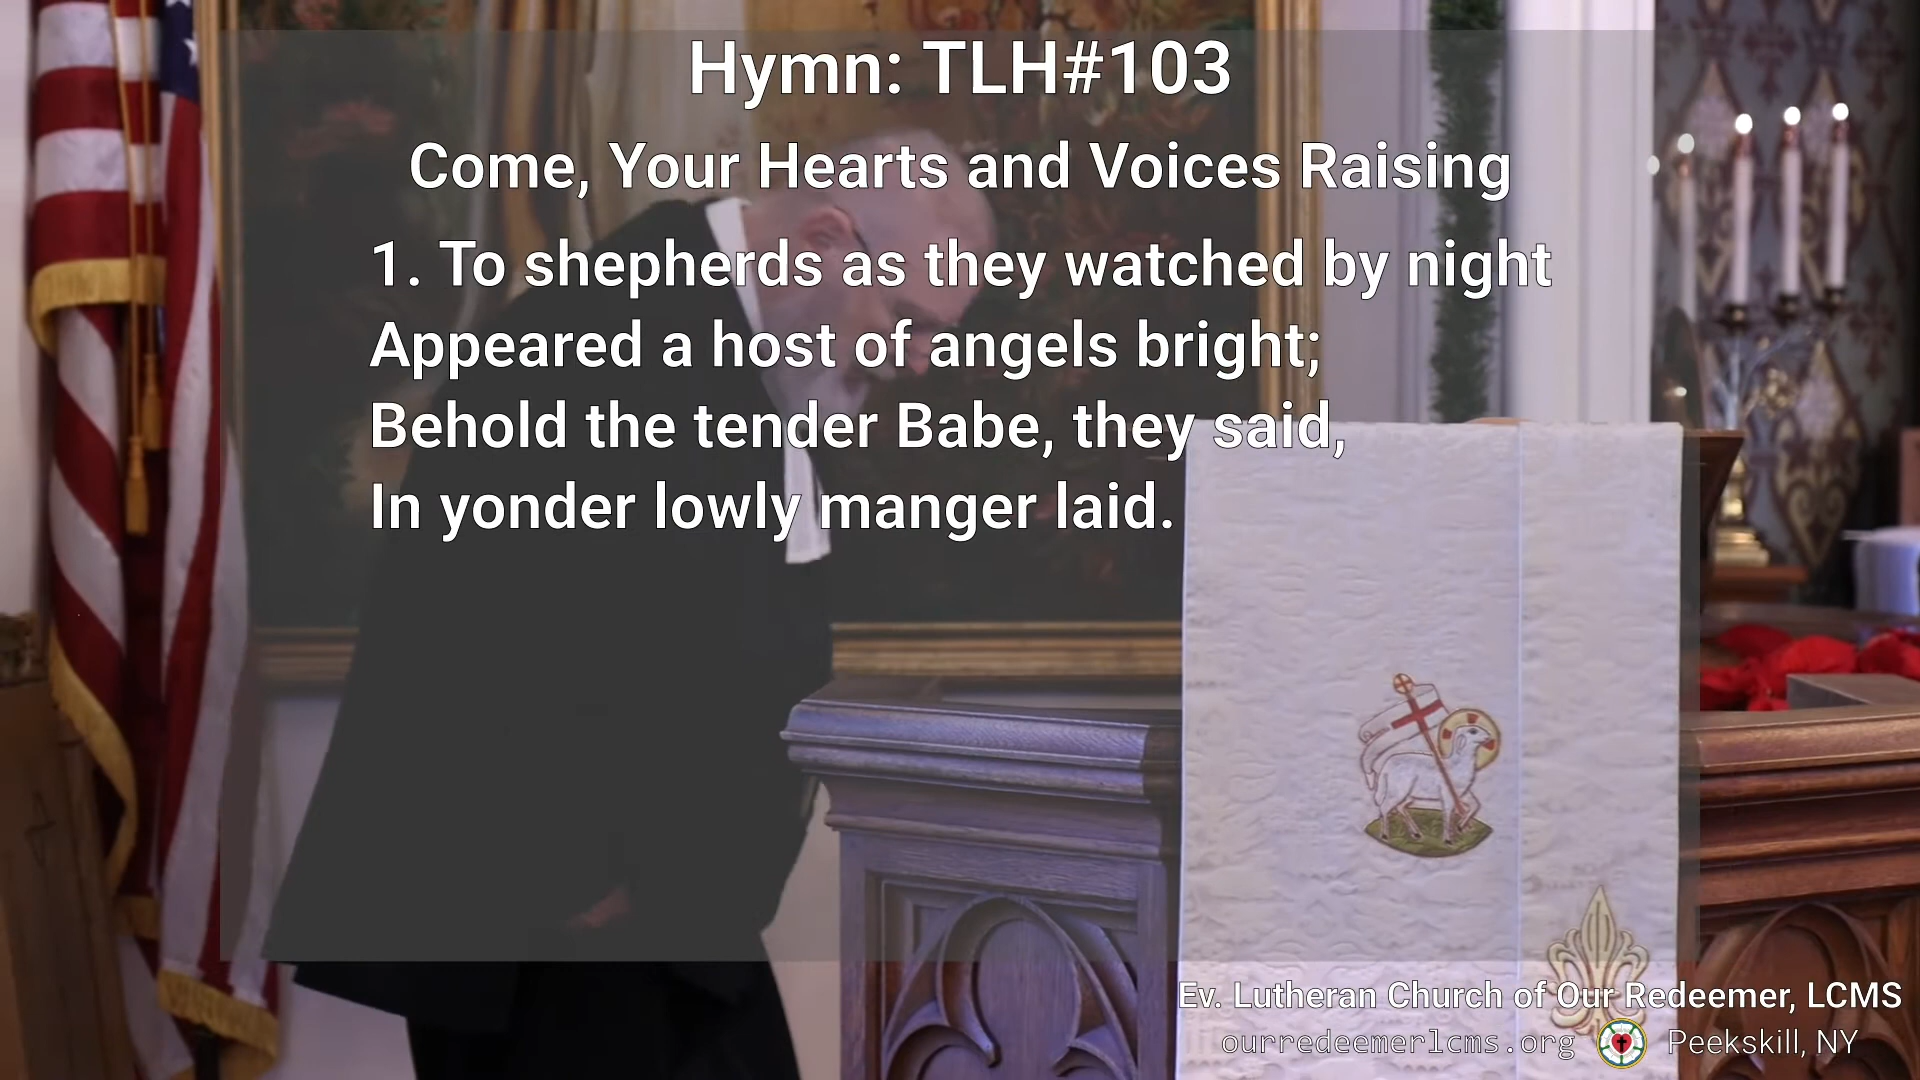 Hymn: TLH#103
Come, Your Hearts and Voices Raising
1. To shepherds as they watched by night
Appeared a host of angels bright;
Behold the tender Babe, they said,
In yonder lowly manger laid.
Ev. Lutheran Church of Our Redeemer, LCMS
ourredeemerlcms.org Peekskill, NY